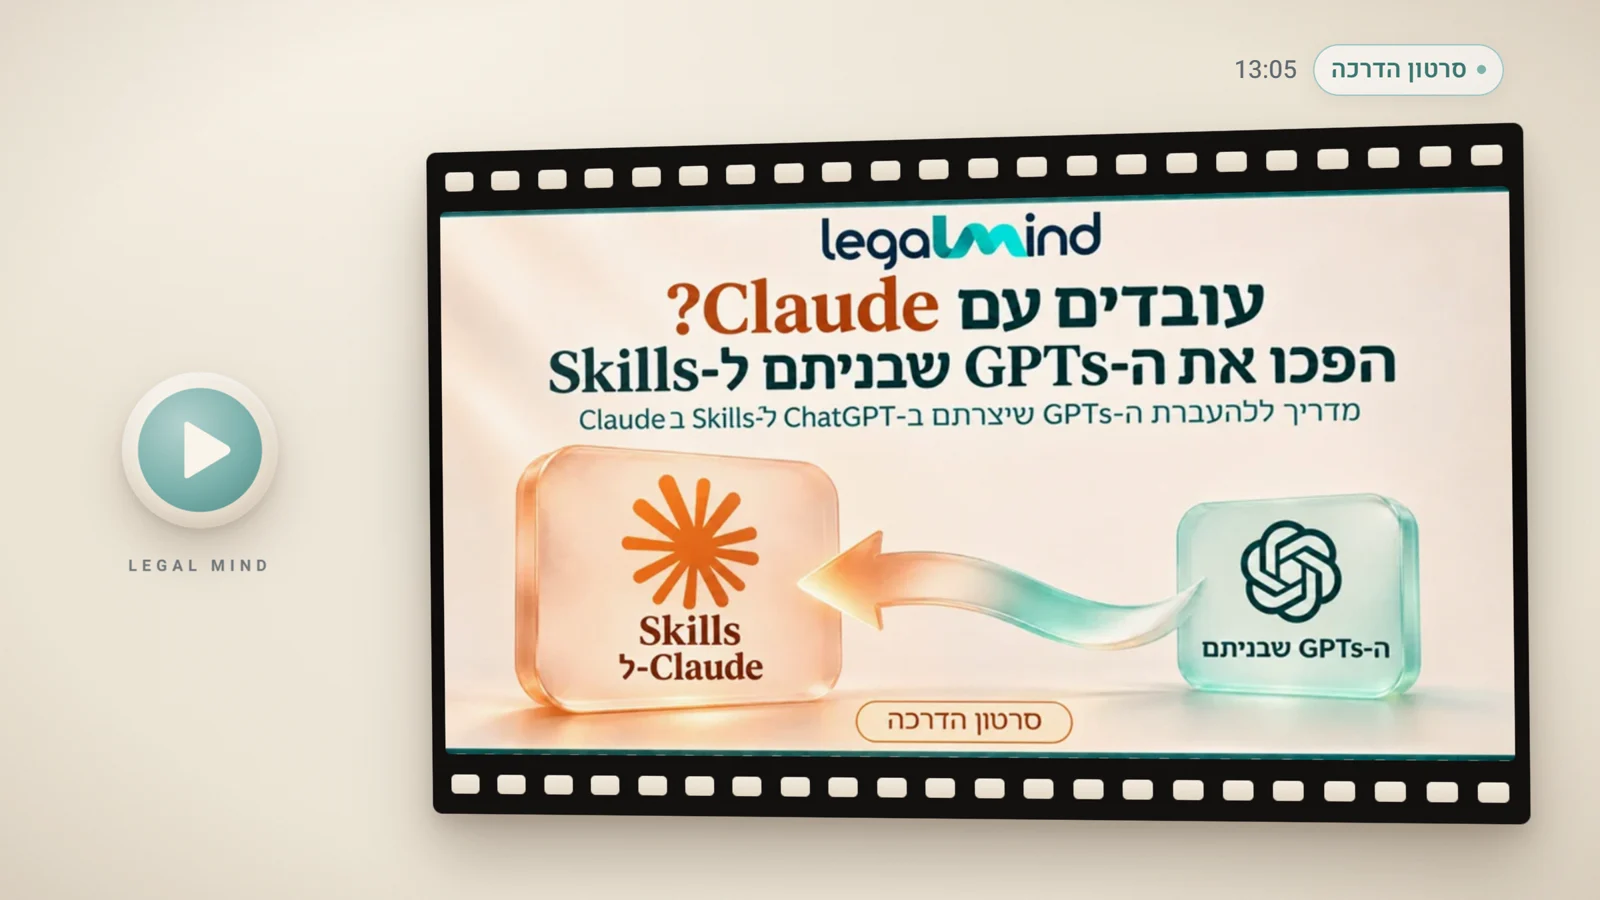 סרטון הדרכה
13:05
legalmind
עובדים עם Claude?
הפכו את ה-GPTs שבניתם ל-Skills
מדריך ללהעברת ה-GPTs שיצרתם ב-ChatGPT ל-Skills ב Claude
Skills
ל-Claude
ה-GPTs שבניתם
סרטון הדרכה
LEGAL MIND